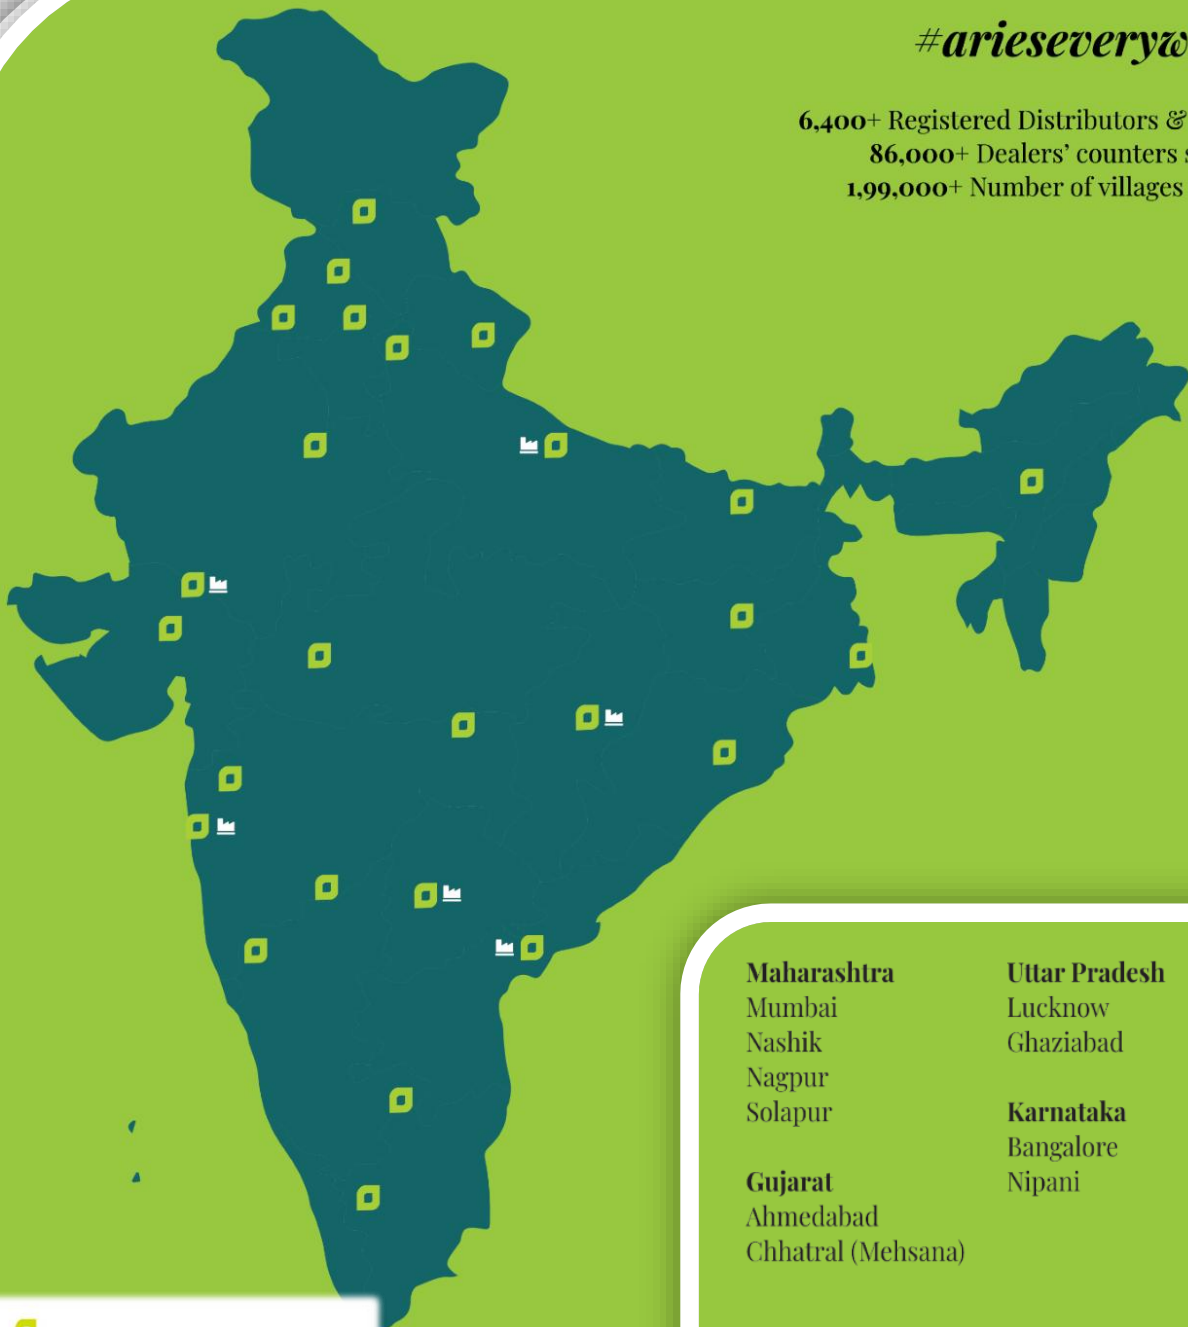 #arieseveryw
6,400+ Registered Distributors &
86,000+ Dealers’ counters s
1,99,000+ Number of villages
Maharashtra
Mumbai
Nashik
Nagpur
Solapur
Gujarat
Ahmedabad
Chhatral (Mehsana)
Uttar Pradesh
Lucknow
Ghaziabad
Karnataka
Bangalore
Nipani